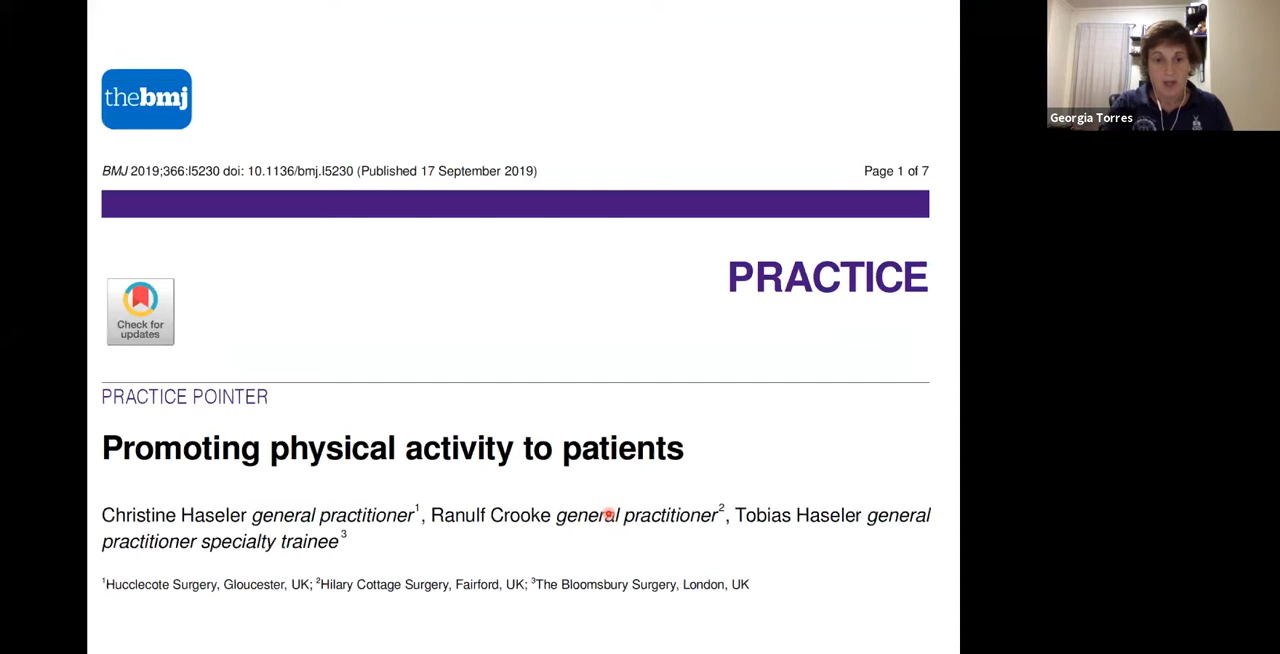 thebmj
Georgia Torres
BMJ 2019;366:l5230 doi: 10.1136/bmj.l5230 (Published 17 September 2019)
Page 1 of 7
PRACTICE
Check for
updates
PRACTICE POINTER
Promoting physical activity to patients
Christine Haseler general practitioner1, Ranulf Crooke general practitioner2, Tobias Haseler general
practitioner specialty trainee3
1Hucclecote Surgery, Gloucester, UK; 2Hilary Cottage Surgery, Fairford, UK; 3The Bloomsbury Surgery, London, UK